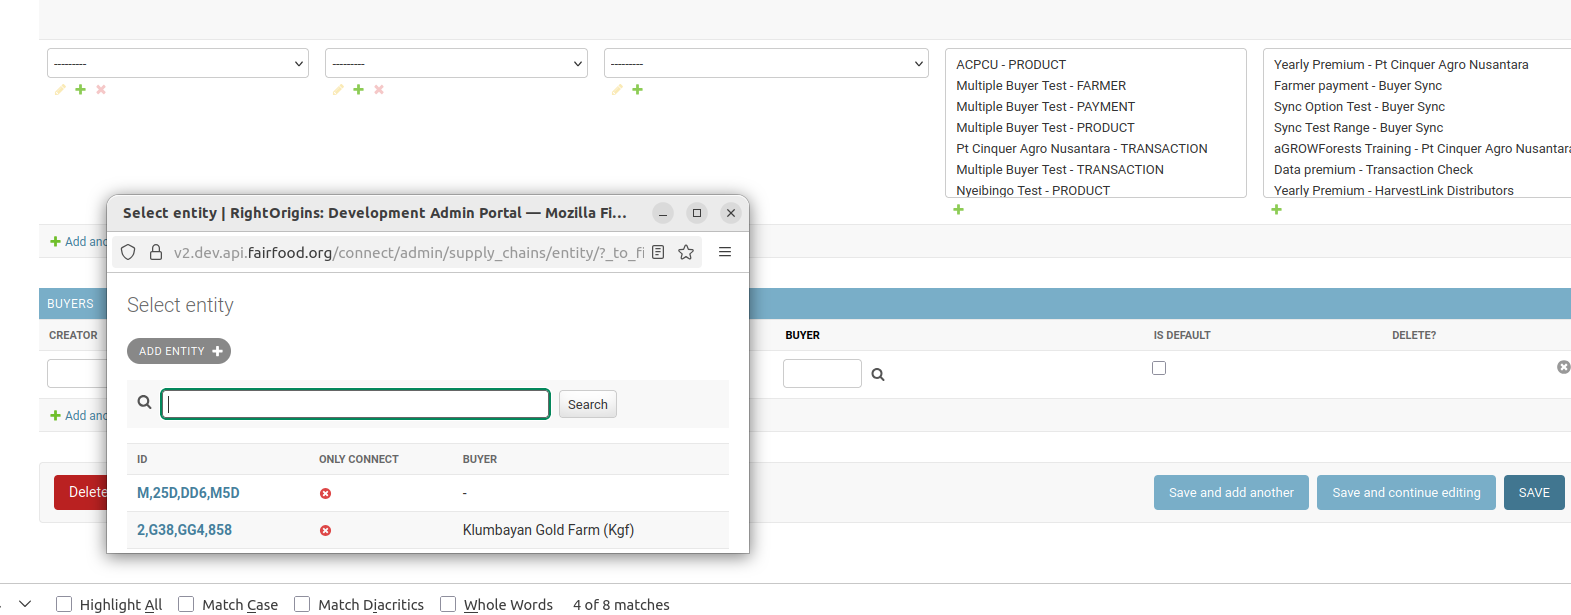 ---------
---------
---------
ACPCU - PRODUCT
Multiple Buyer Test - FARMER
Multiple Buyer Test - PAYMENT
Multiple Buyer Test - PRODUCT
Pt Cinquer Agro Nusantara - TRANSACTION
Multiple Buyer Test - TRANSACTION
Nyeibingo Test - PRODUCT
Yearly Premium - Pt Cinquer Agro Nusantara
Farmer payment - Buyer Sync
Sync Option Test - Buyer Sync
Sync Test Range - Buyer Sync
aGROWForests Training - Pt Cinquer Agro Nusantara
Data premium - Transaction Check
Yearly Premium - HarvestLink Distributors
Add ano
BUYERS
CREATOR
BUYER
IS DEFAULT
DELETE?
Add ano
Delete
Save and add another
Save and continue editing
SAVE
Select entity | RightOrigins: Development Admin Portal — Mozilla Fi...
v2.dev.api.fairfood.org/connect/admin/supply_chains/entity/?_to_fi
Select entity
ADD ENTITY
Search
ID ONLY CONNECT BUYER
M,25D,DD6,M5D -
2,G38,GG4,858 Klumbayan Gold Farm (Kgf)
Highlight All Match Case Match Diacritics Whole Words 4 of 8 matches